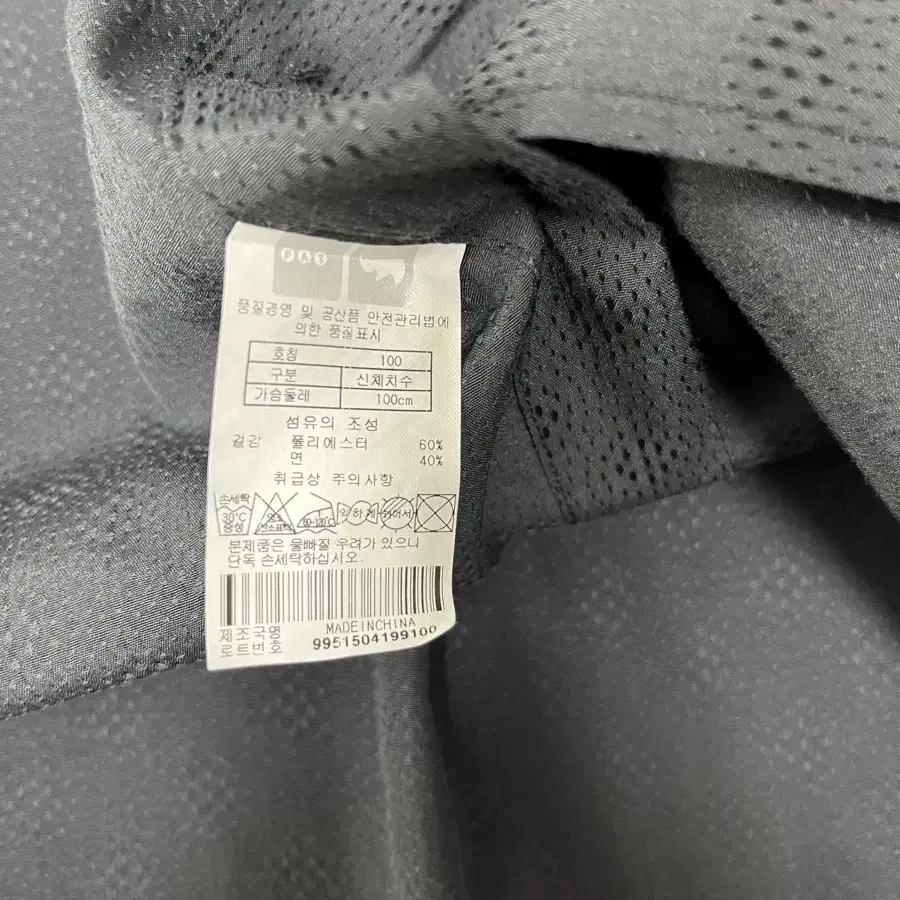 PAT
품질경영 및 공산품 안전관리법에
의한 품질표시
호칭 100
구분 신체치수
가슴둘레 100cm
섬유의 조성
겉감 폴리에스터 60%
면 40%
취급상 주의사항
손세탁
30℃
중성
80-120℃
본제품은 물빠질 우려가 있으니
단독 손세탁하십시오.
제조국명 MADEINCHINA
로트번호 9951504199100